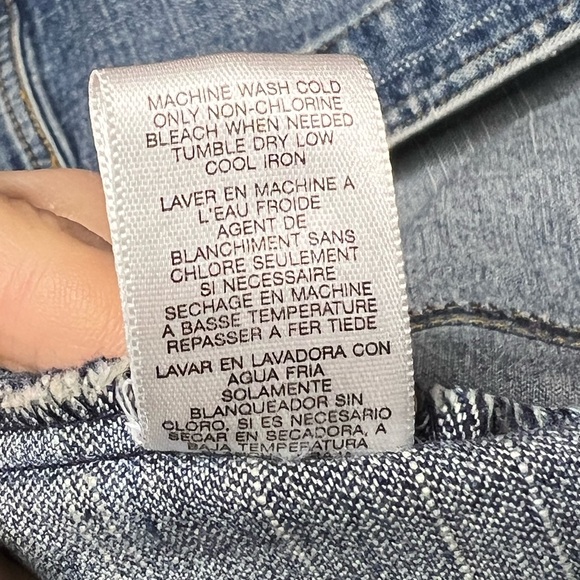 MACHINE WASH COLD
ONLY NON-CHLORINE
BLEACH WHEN NEEDED
TUMBLE DRY LOW
COOL IRON
LAVER EN MACHINE A
L'EAU FROIDE
AGENT DE
BLANCHIMENT SANS
CHLORE SEULEMENT
SI NECESSAIRE
SECHAGE EN MACHINE
A BASSE TEMPERATURE
REPASSER A FER TIEDE
LAVAR EN LAVADORA CON
AGUA FRIA
SOLAMENTE
BLANQUEADOR SIN
CLORO, SI ES NECESARIO
SECAR EN SECADORA, A
BAJA TEMPERATURA